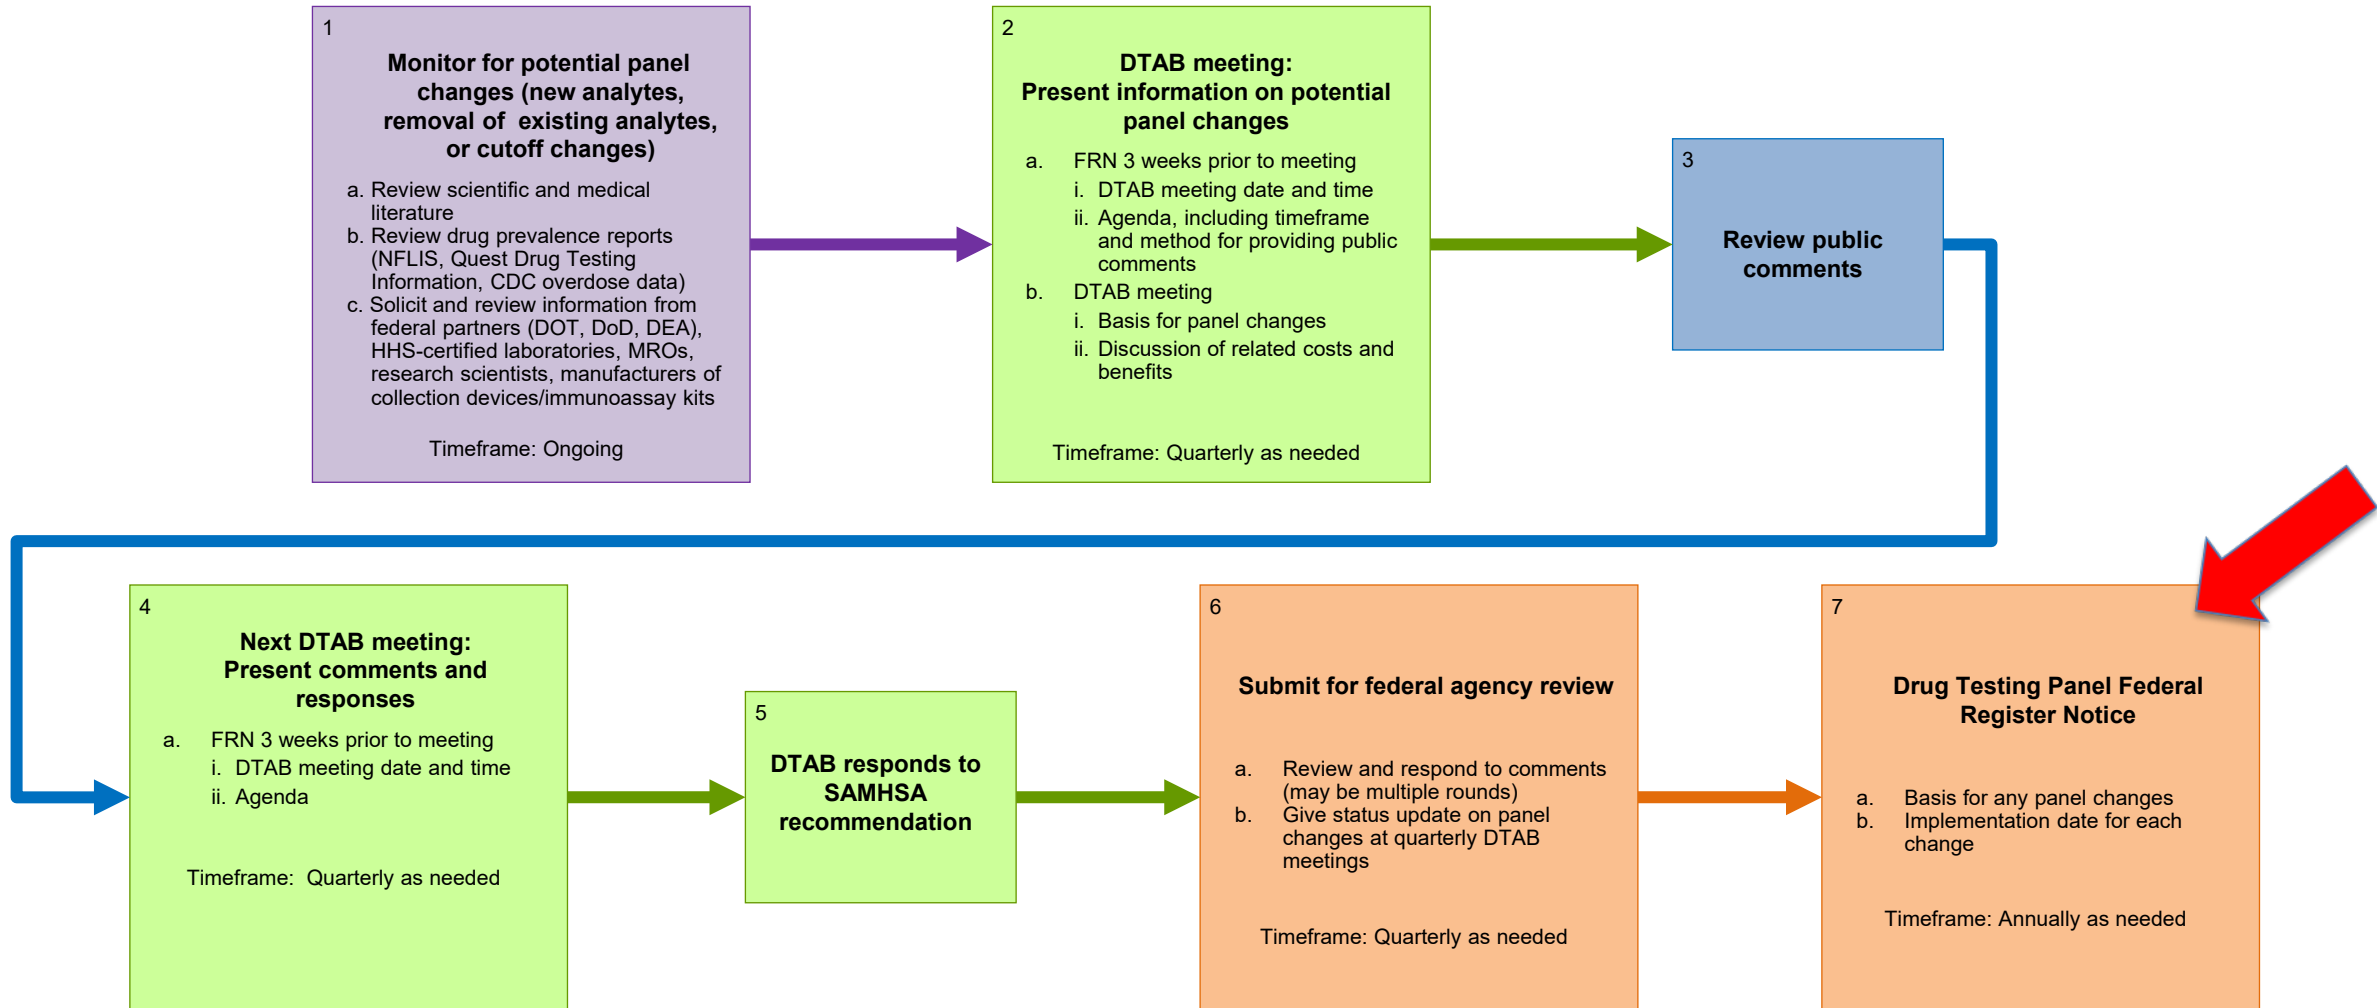 1
Monitor for potential panel
changes (new analytes,
removal of existing analytes,
or cutoff changes)
a. Review scientific and medical
literature
b. Review drug prevalence reports
(NFLIS, Quest Drug Testing
Information, CDC overdose data)
c. Solicit and review information from
federal partners (DOT, DoD, DEA),
HHS-certified laboratories, MROs,
research scientists, manufacturers of
collection devices/immunoassay kits
Timeframe: Ongoing
2
DTAB meeting:
Present information on potential
panel changes
a. FRN 3 weeks prior to meeting
i. DTAB meeting date and time
ii. Agenda, including timeframe
and method for providing public
comments
b. DTAB meeting
i. Basis for panel changes
ii. Discussion of related costs and
benefits
Timeframe: Quarterly as needed
3
Review public
comments
4
Next DTAB meeting:
Present comments and
responses
a. FRN 3 weeks prior to meeting
i. DTAB meeting date and time
ii. Agenda
Timeframe: Quarterly as needed
5
DTAB responds to
SAMHSA
recommendation
6
Submit for federal agency review
a. Review and respond to comments
(may be multiple rounds)
b. Give status update on panel
changes at quarterly DTAB
meetings
Timeframe: Quarterly as needed
7
Drug Testing Panel Federal
Register Notice
a. Basis for any panel changes
b. Implementation date for each
change
Timeframe: Annually as needed